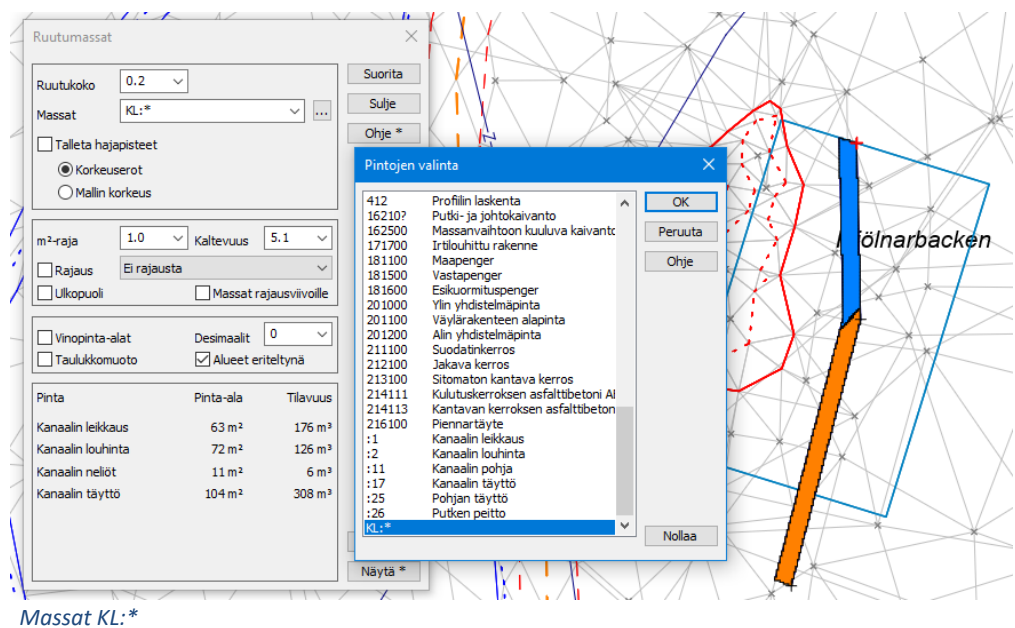 Ruutumassat
Ruutukoko 0.2
Massat KL:* ...
Talleta hajapisteet
Korkeuserot
Mallin korkeus
m²-raja 1.0 Kaltevuus 5.1
Rajaus Ei rajausta
Ulkopuoli Massat rajausviivoille
Vinopinta-alat Desimaalit 0
Taulukkomuoto Alueet eriteltynä
Pinta Pinta-ala Tilavuus
Kanaalin leikkaus 63 m² 176 m³
Kanaalin louhinta 72 m² 126 m³
Kanaalin neliöt 11 m² 6 m³
Kanaalin täyttö 104 m² 308 m³
Suorita
Sulje
Ohje *
Näytä *
Pintojen valinta
412 Profiilin laskenta
16210? Putki- ja johtokaivanto
162500 Massanvaihtoon kuuluva kaivantc
171700 Irtilouhittu rakenne
181100 Maapenger
181500 Vastapenger
181600 Esikuormituspenger
201000 Ylin yhdistelmäpinta
201100 Väylärakenteen alapinta
201200 Alin yhdistelmäpinta
211100 Suodatinkerros
212100 Jakava kerros
213100 Sitomaton kantava kerros
214111 Kulutuskerroksen asfalttibetoni Al
214113 Kantavan kerroksen asfalttibeton
216100 Piennartäyte
:1 Kanaalin leikkaus
:2 Kanaalin louhinta
:11 Kanaalin pohja
:17 Kanaalin täyttö
:25 Pohjan täyttö
:26 Putken peitto
KL:*
OK
Peruuta
Ohje
Nollaa
ölnarbacken
Massat KL:*